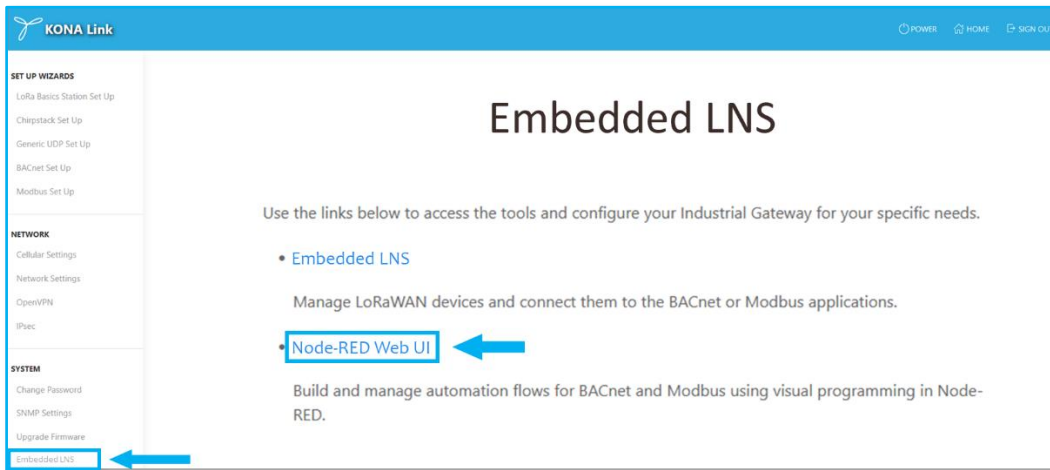 KONA Link
POWER
HOME
SIGN OU
SET UP WIZARDS
LoRa Basics Station Set Up
Chirpstack Set Up
Generic UDP Set Up
BACnet Set Up
Modbus Set Up
NETWORK
Cellular Settings
Network Settings
OpenVPN
IPsec
SYSTEM
Change Password
SNMP Settings
Upgrade Firmware
Embedded LNS
Embedded LNS
Use the links below to access the tools and configure your Industrial Gateway for your specific needs.
• Embedded LNS
Manage LoRaWAN devices and connect them to the BACnet or Modbus applications.
• Node-RED Web UI
Build and manage automation flows for BACnet and Modbus using visual programming in Node-
RED.